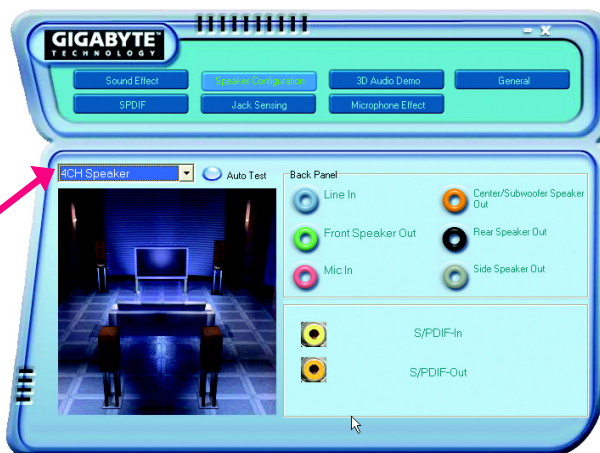 GIGABYTE™
TECHNOLOGY
Sound Effect
Speaker Configuration
3D Audio Demo
General
SPDIF
Jack Sensing
Microphone Effect
4CH Speaker
Auto Test
Back Panel
Line In
Center/Subwoofer Speaker
Out
Front Speaker Out
Rear Speaker Out
Mic In
Side Speaker Out
S/PDIF-In
S/PDIF-Out